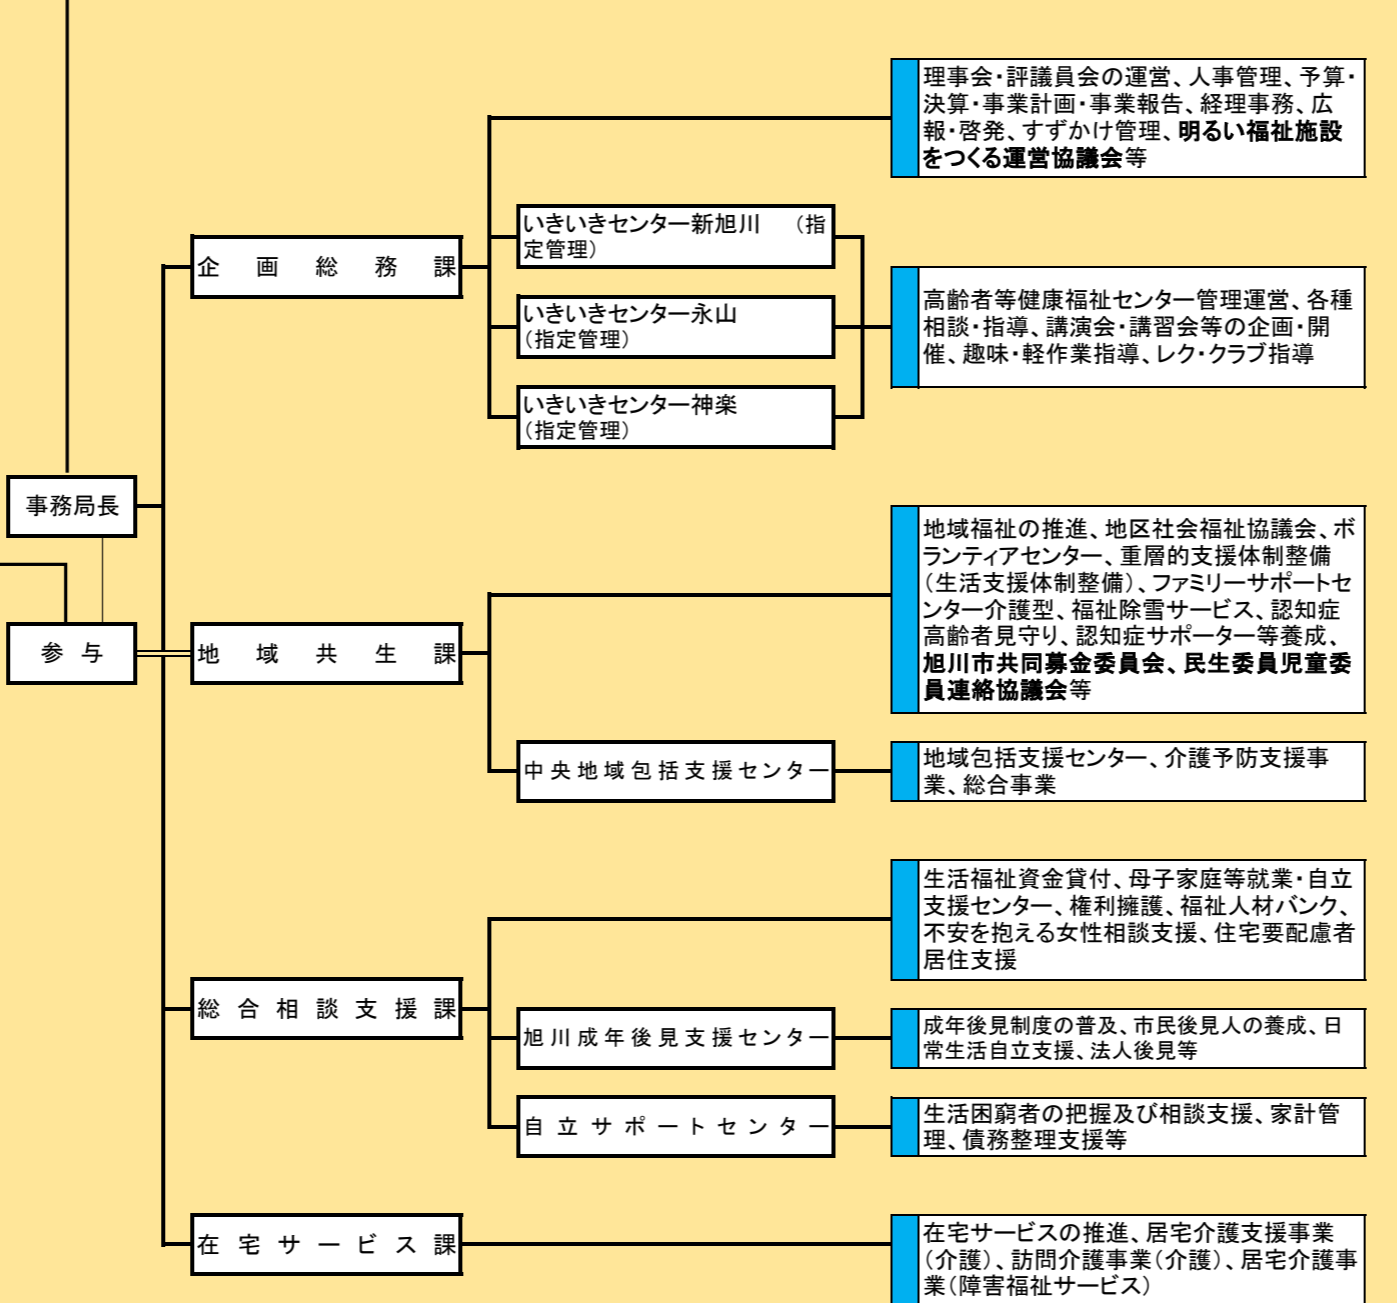 理事会・評議員会の運営、人事管理、予算・
決算・事業計画・事業報告、経理事務、広
報・啓発、すずかけ管理、明るい福祉施設
をつくる運営協議会等
企画総務課
いきいきセンター新旭川　（指
定管理）
いきいきセンター永山
（指定管理）
いきいきセンター神楽
（指定管理）
高齢者等健康福祉センター管理運営、各種
相談・指導、講演会・講習会等の企画・開
催、趣味・軽作業指導、レク・クラブ指導
事務局長
参与
地域共生課
地域福祉の推進、地区社会福祉協議会、ボ
ランティアセンター、重層的支援体制整備
（生活支援体制整備）、ファミリーサポートセ
ンター介護型、福祉除雪サービス、認知症
高齢者見守り、認知症サポーター等養成、
旭川市共同募金委員会、民生委員児童委
員連絡協議会等
中央地域包括支援センター
地域包括支援センター、介護予防支援事
業、総合事業
総合相談支援課
生活福祉資金貸付、母子家庭等就業・自立
支援センター、権利擁護、福祉人材バンク、
不安を抱える女性相談支援、住宅要配慮者
居住支援
旭川成年後見支援センター
成年後見制度の普及、市民後見人の養成、日
常生活自立支援、法人後見等
自立サポートセンター
生活困窮者の把握及び相談支援、家計管
理、債務整理支援等
在宅サービス課
在宅サービスの推進、居宅介護支援事業
（介護）、訪問介護事業（介護）、居宅介護事
業（障害福祉サービス）